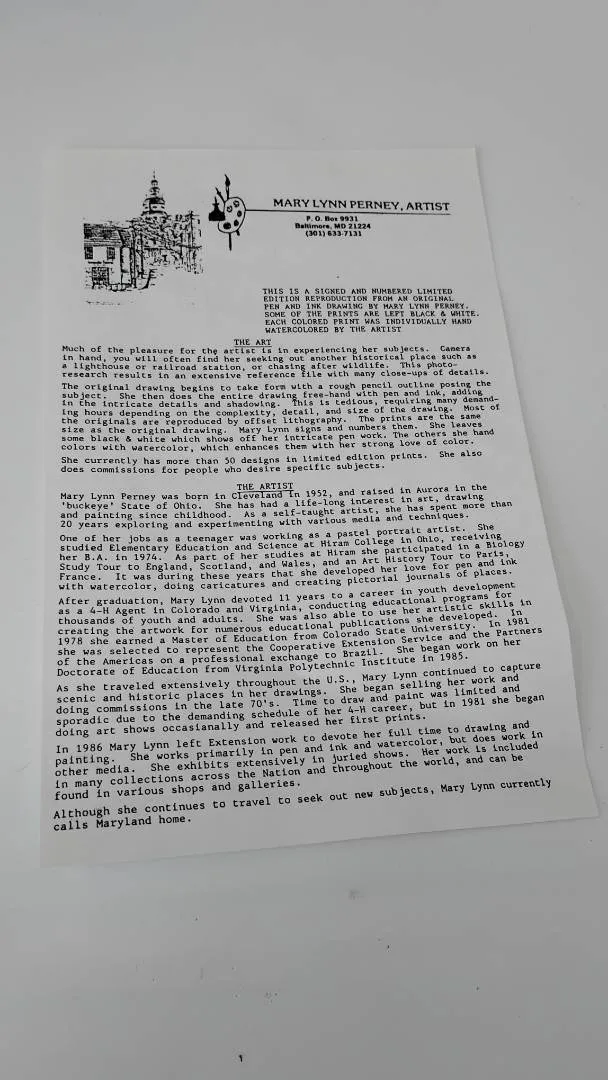 MARY LYNN PERNEY, ARTIST
P. O. Box 9931
Baltimore, MD 21224
(301) 633-7131
THIS IS A SIGNED AND NUMBERED LIMITED
EDITION REPRODUCTION FROM AN ORIGINAL
PEN AND INK DRAWING BY MARY LYNN PERNEY.
SOME OF THE PRINTS ARE LEFT BLACK & WHITE.
EACH COLORED PRINT WAS INDIVIDUALLY HAND
WATERCOLORED BY THE ARTIST
THE ART
Much of the pleasure for the artist is in experiencing her subjects. Camera
in hand, you will often find her seeking out another historical place such as
a lighthouse or railroad station, or chasing after wildlife. This photo-
research results in an extensive reference file with many close-ups of details.
The original drawing begins to take form with a rough pencil outline posing the
subject. She then does the entire drawing free-hand with pen and ink, adding
in the intricate details and shadowing. This is tedious, requiring many demand-
ing hours depending on the complexity, detail, and size of the drawing. Most of
the originals are reproduced by offset lithography. The prints are the same
size as the original drawing. Mary Lynn signs and numbers them. She leaves
some black & white which shows off her intricate pen work. The others she hand
colors with watercolor, which enhances them with her strong love of color.
She currently has more than 50 designs in limited edition prints. She also
does commissions for people who desire specific subjects.
THE ARTIST
Mary Lynn Perney was born in Cleveland in 1952, and raised in Aurora in the
'buckeye' State of Ohio. She has had a life-long interest in art, drawing
and painting since childhood. As a self-taught artist, she has spent more than
20 years exploring and experimenting with various media and techniques.
One of her jobs as a teenager was working as a pastel portrait artist. She
studied Elementary Education and Science at Hiram College in Ohio, receiving
her B.A. in 1974. As part of her studies at Hiram she participated in a Biology
Study Tour to England, Scotland, and Wales, and an Art History Tour to Paris,
France. It was during these years that she developed her love for pen and ink
with watercolor, doing caricatures and creating pictorial journals of places.
After graduation, Mary Lynn devoted 11 years to a career in youth development
as a 4-H Agent in Colorado and Virginia, conducting educational programs for
thousands of youth and adults. She was also able to use her artistic skills in
creating the artwork for numerous educational publications she developed. In
1978 she earned a Master of Education from Colorado State University. In 1981
she was selected to represent the Cooperative Extension Service and the Partners
of the Americas on a professional exchange to Brazil. She began work on her
Doctorate of Education from Virginia Polytechnic Institute in 1985.
As she traveled extensively throughout the U.S., Mary Lynn continued to capture
scenic and historic places in her drawings. She began selling her work and
doing commissions in the late 70's. Time to draw and paint was limited and
sporadic due to the demanding schedule of her 4-H career, but in 1981 she began
doing art shows occasianally and released her first prints.
In 1986 Mary Lynn left Extension work to devote her full time to drawing and
painting. She works primarily in pen and ink and watercolor, but does work in
other media. She exhibits extensively in juried shows. Her work is included
in many collections across the Nation and throughout the world, and can be
found in various shops and galleries.
Although she continues to travel to seek out new subjects, Mary Lynn currently
calls Maryland home.